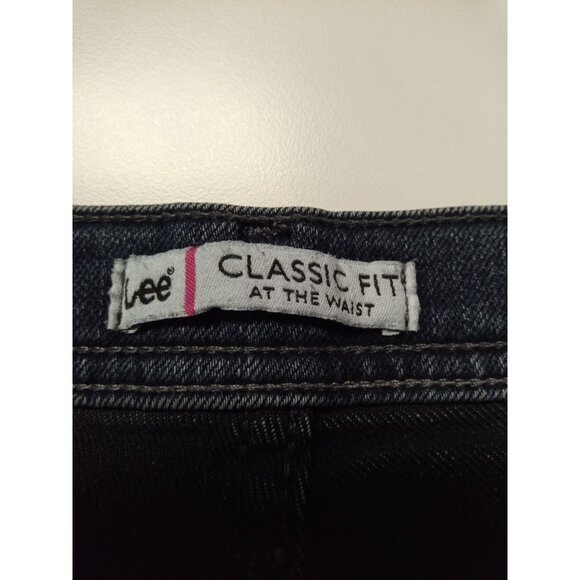 Lee®
CLASSIC FIT
AT THE WAIST